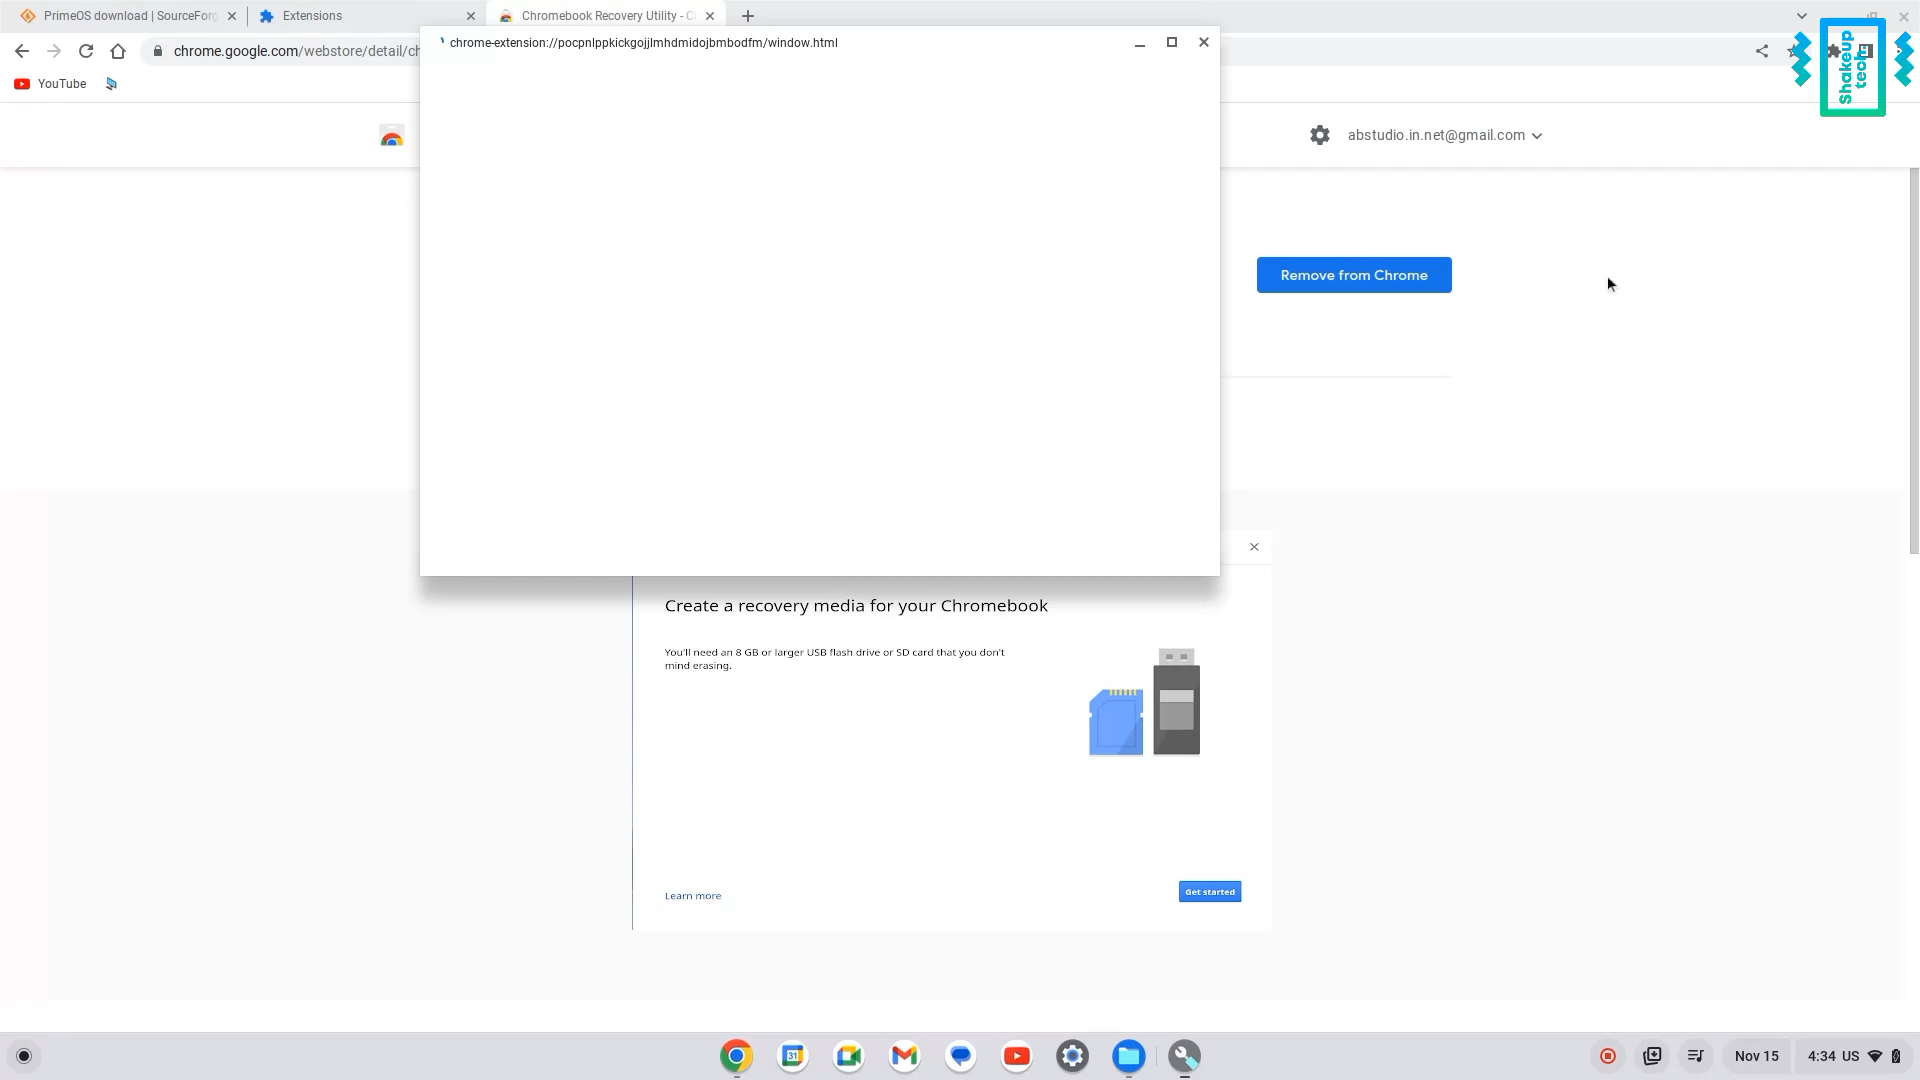 PrimeOS download | SourceForg
Extensions
Chromebook Recovery Utility - C
chrome.google.com/webstore/detail/ch
chrome-extension://pocpnlppkickgojjlmhdmidojbmbodfm/window.html
YouTube
Shakeup
tech
abstudio.in.net@gmail.com
Remove from Chrome
Create a recovery media for your Chromebook
You'll need an 8 GB or larger USB flash drive or SD card that you don't
mind erasing.
Learn more
Get started
31
Nov 15
4:34 US